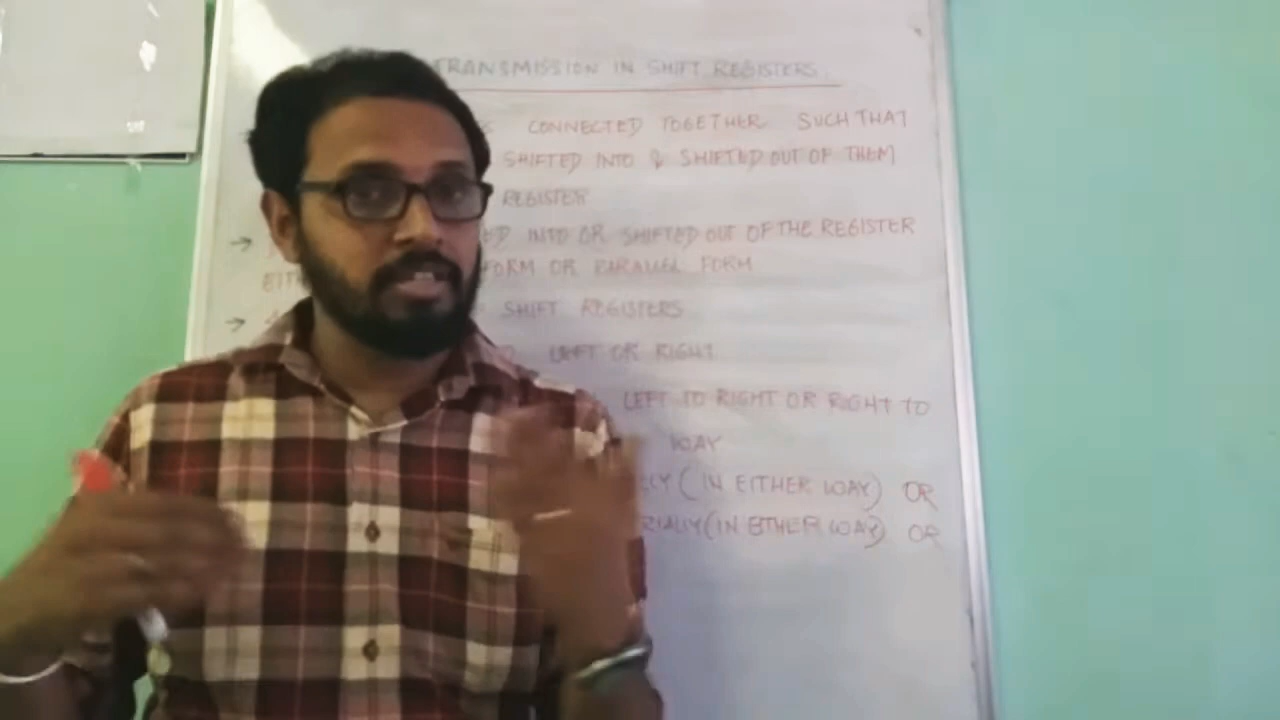 TRANSMISSION IN SHIFT REGISTERS.
CONNECTED TOGETHER SUCH THAT
SHIFTED INTO & SHIFTED OUT OF THEM
REGISTER
→ INTO OR SHIFTED OUT OF THE REGISTER
FORM OR PARALLEL FORM
→ SHIFT REGISTERS
LEFT OR RIGHT
LEFT TO RIGHT OR RIGHT TO
WAY
(IN EITHER WAY) OR
(IN EITHER WAY) OR